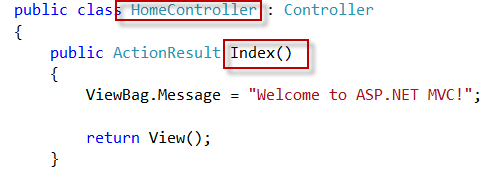 public class HomeController : Controller
{
public ActionResult Index()
{
ViewBag.Message = "Welcome to ASP.NET MVC!";
return View();
}